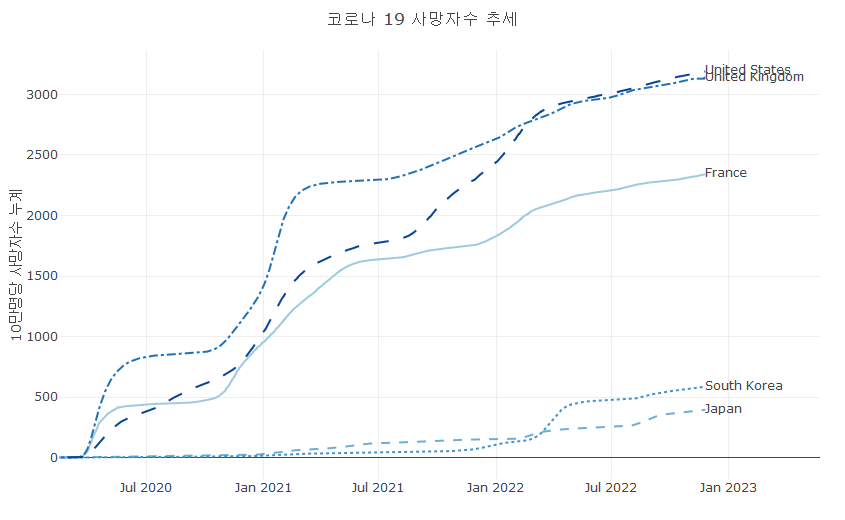 코로나 19 사망자수 추세
10만명당 사망자수 누계
3000
2500
2000
1500
1000
500
0
United States
United Kingdom
France
South Korea
Japan
Jul 2020
Jan 2021
Jul 2021
Jan 2022
Jul 2022
Jan 2023